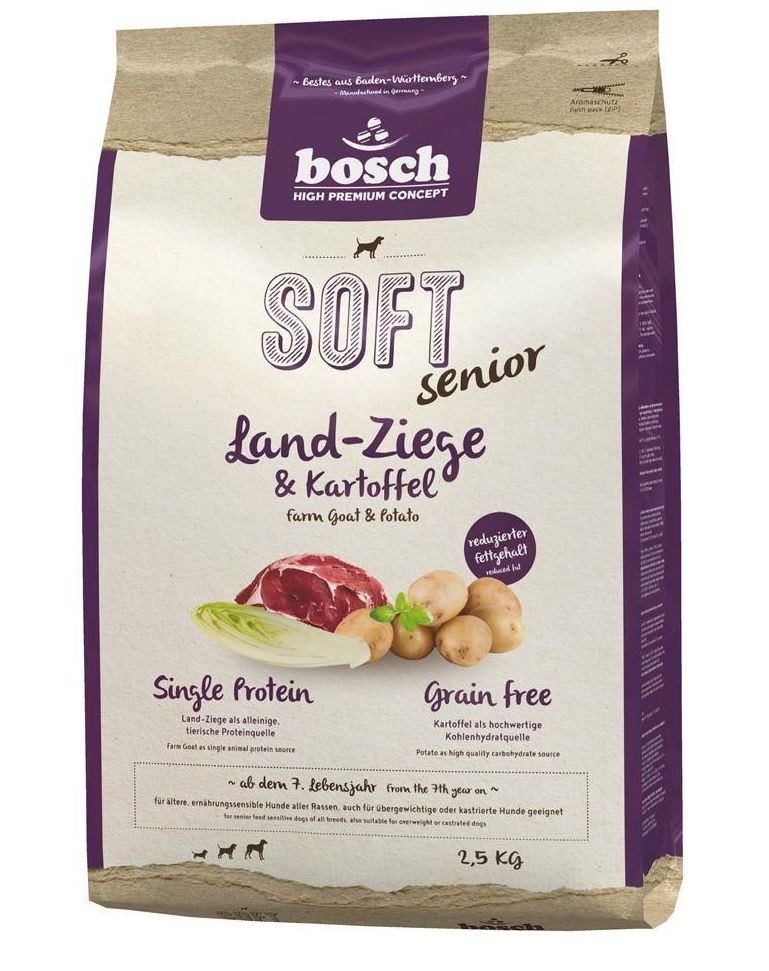 ~ Bestes aus Baden-Württemberg ~
- Manufactured in Germany -
bosch
HIGH PREMIUM CONCEPT
Aromaschutz
fresh pack (ZIP)
SOFT
senior
Land-Ziege
& Kartoffel
Farm Goat & Potato
reduzierter
Fettgehalt
reduced fat
Single Protein
Land-Ziege als alleinige,
tierische Proteinquelle
Farm Goat as single animal protein source
Grain free
Kartoffel als hochwertige
Kohlenhydratquelle
Potato as high quality carbohydrate source
~ ab dem 7. Lebensjahr from the 7th year on ~
für ältere, ernährungssensible Hunde aller Rassen, auch für übergewichtige oder kastrierte Hunde geeignet
- for senior feed sensitive dogs of all breeds, also suitable for overweight or castrated dogs
2,5 KG
SOFT
bosch